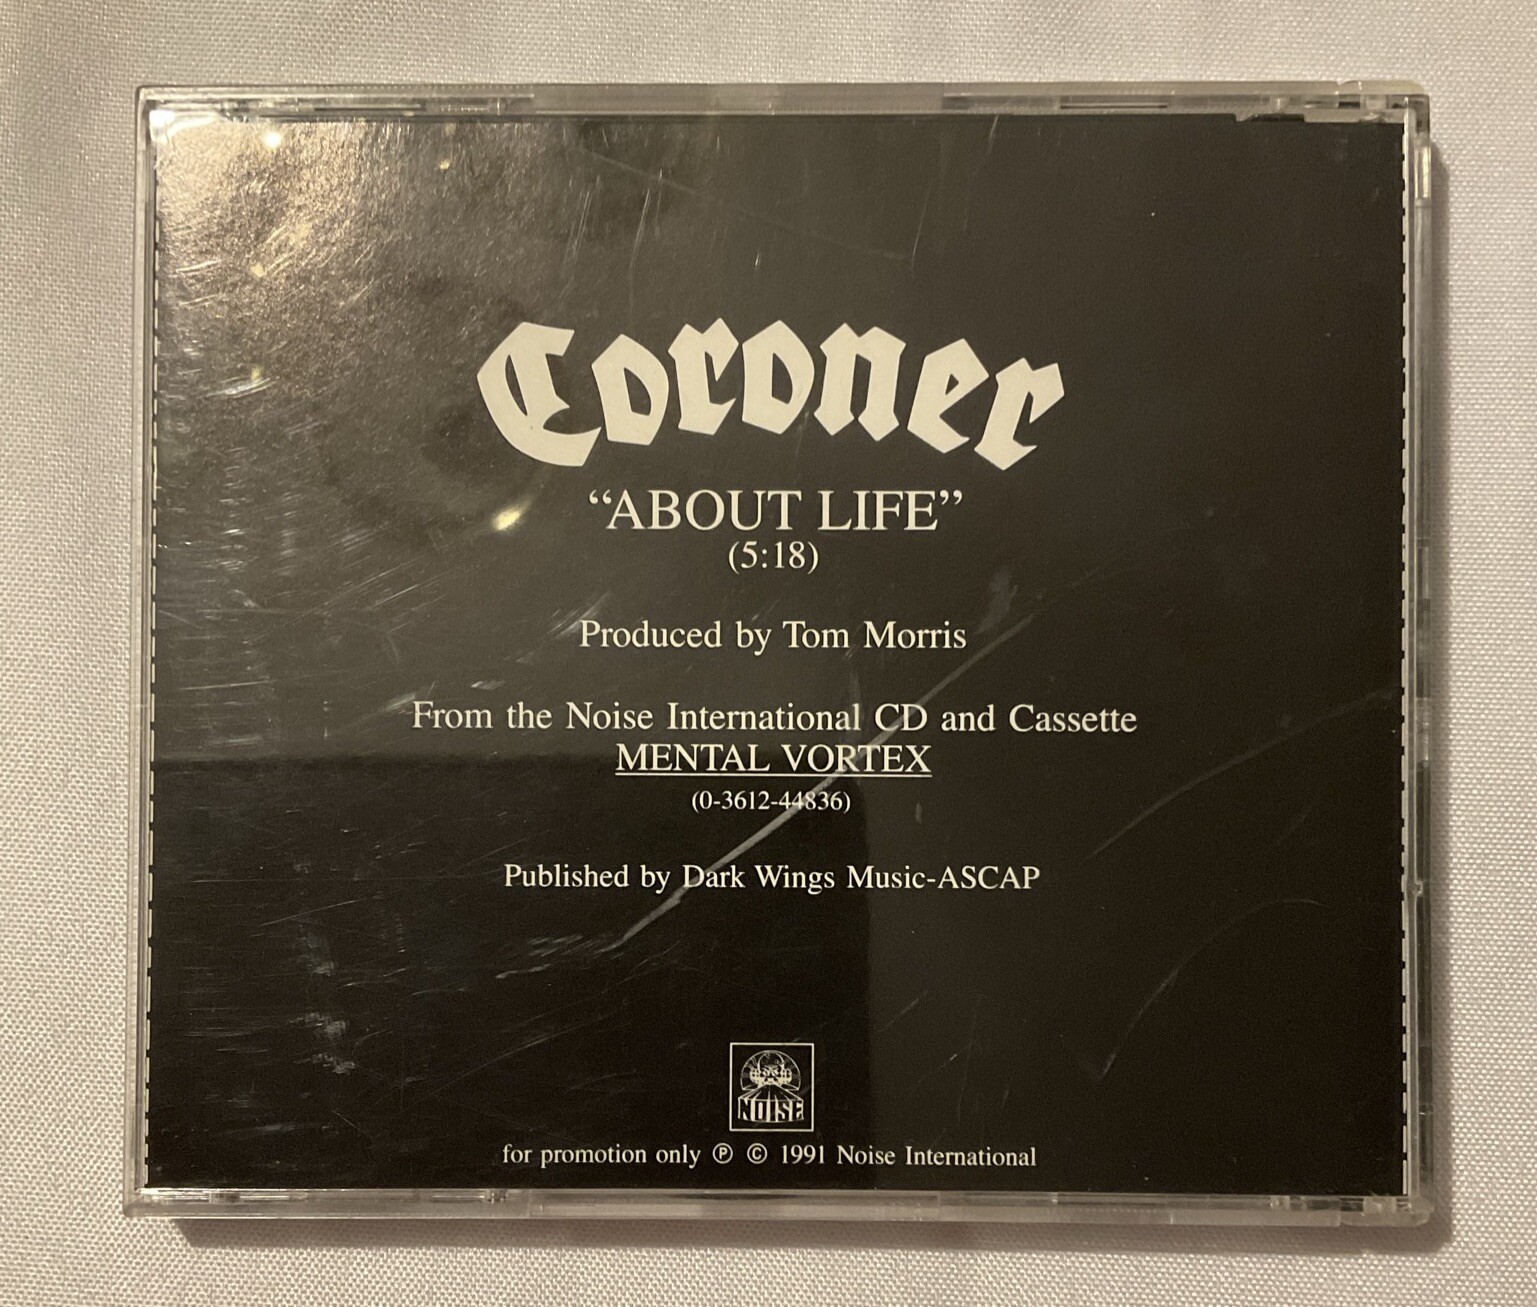 Coroner
“ABOUT LIFE”
(5:18)
Produced by Tom Morris
From the Noise International CD and Cassette
MENTAL VORTEX
(0-3612-44836)
Published by Dark Wings Music-ASCAP
NOISE
for promotion only ℗ © 1991 Noise International